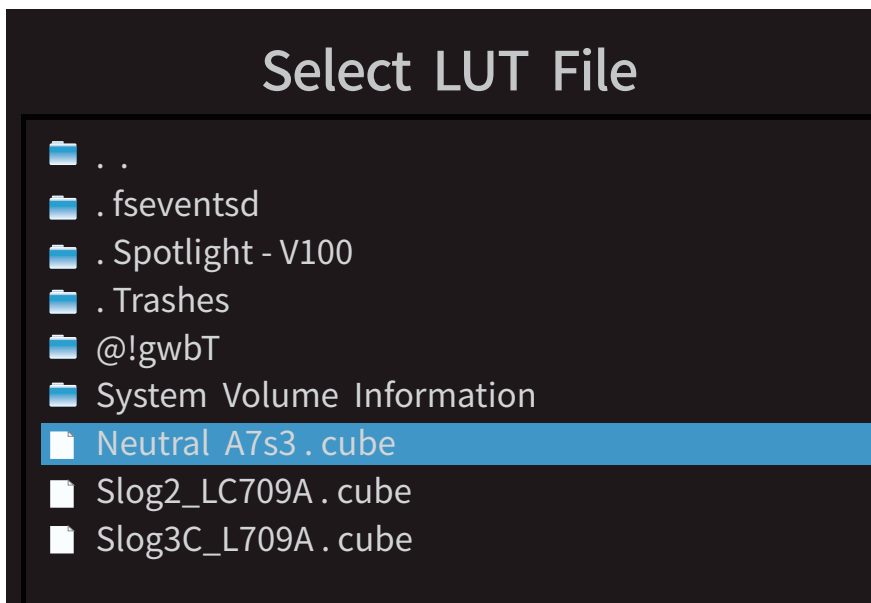 Select LUT File
. .
. fseventsd
. Spotlight - V100
. Trashes
@!gwbT
System Volume Information
Neutral A7s3 . cube
Slog2_LC709A . cube
Slog3C_L709A . cube